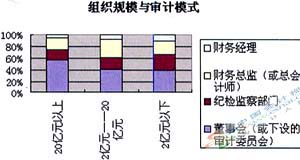 组织规模与审计模式
100%
80%
60%
40%
20%
0%
20亿元以上
2亿元——20
亿元
2亿元以下
财务经理
财务总监（或总会
计师）
纪检监察部门
董事会（或下设的
审计委员会）